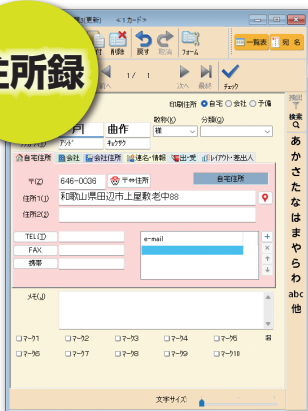 (更新) <1カード>
住所録
削除 戻す 取消 フォーム
一覧表 宛名
1 / 1
次へ 最終 チェック
印刷住所 自宅 会社 予備
敬称(K) 分類(Q)
曲作 様
キョクサク
自宅住所 会社 会社住所 連名・情報 出・受 レイアウト・差出人
〒(Z) 646-0036 〒⇔住所 自宅住所
住所1(1) 和歌山県田辺市上屋敷老中88
住所2(2)
TEL(T) e-mail
FAX
携帯
メモ(J)
マーク1 マーク2 マーク3 マーク4 マーク5
マーク6 マーク7 マーク8 マーク9 マーク10
文字サイズ
検索
あ
か
さ
た
な
は
ま
や
ら
わ
abc
他